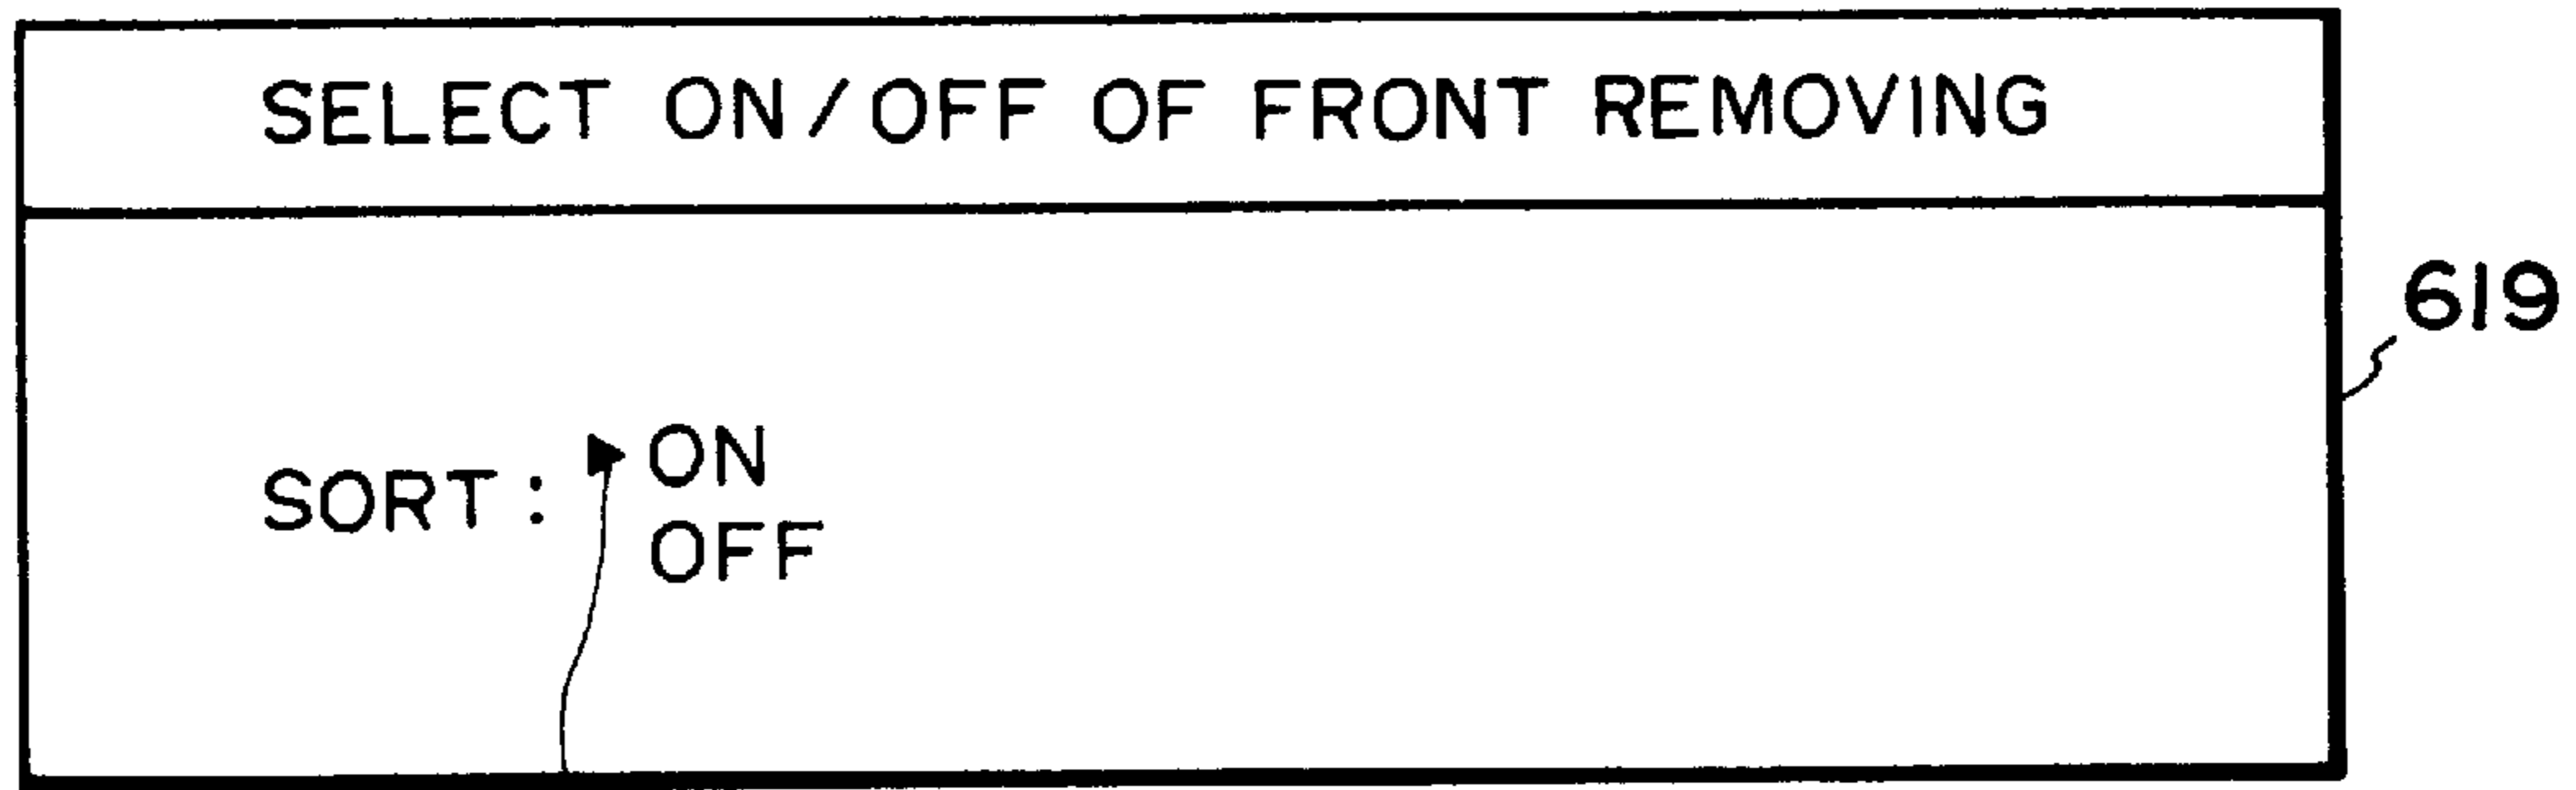 SELECT ON/OFF OF FRONT REMOVING
619
SORT: ▶ ON
OFF